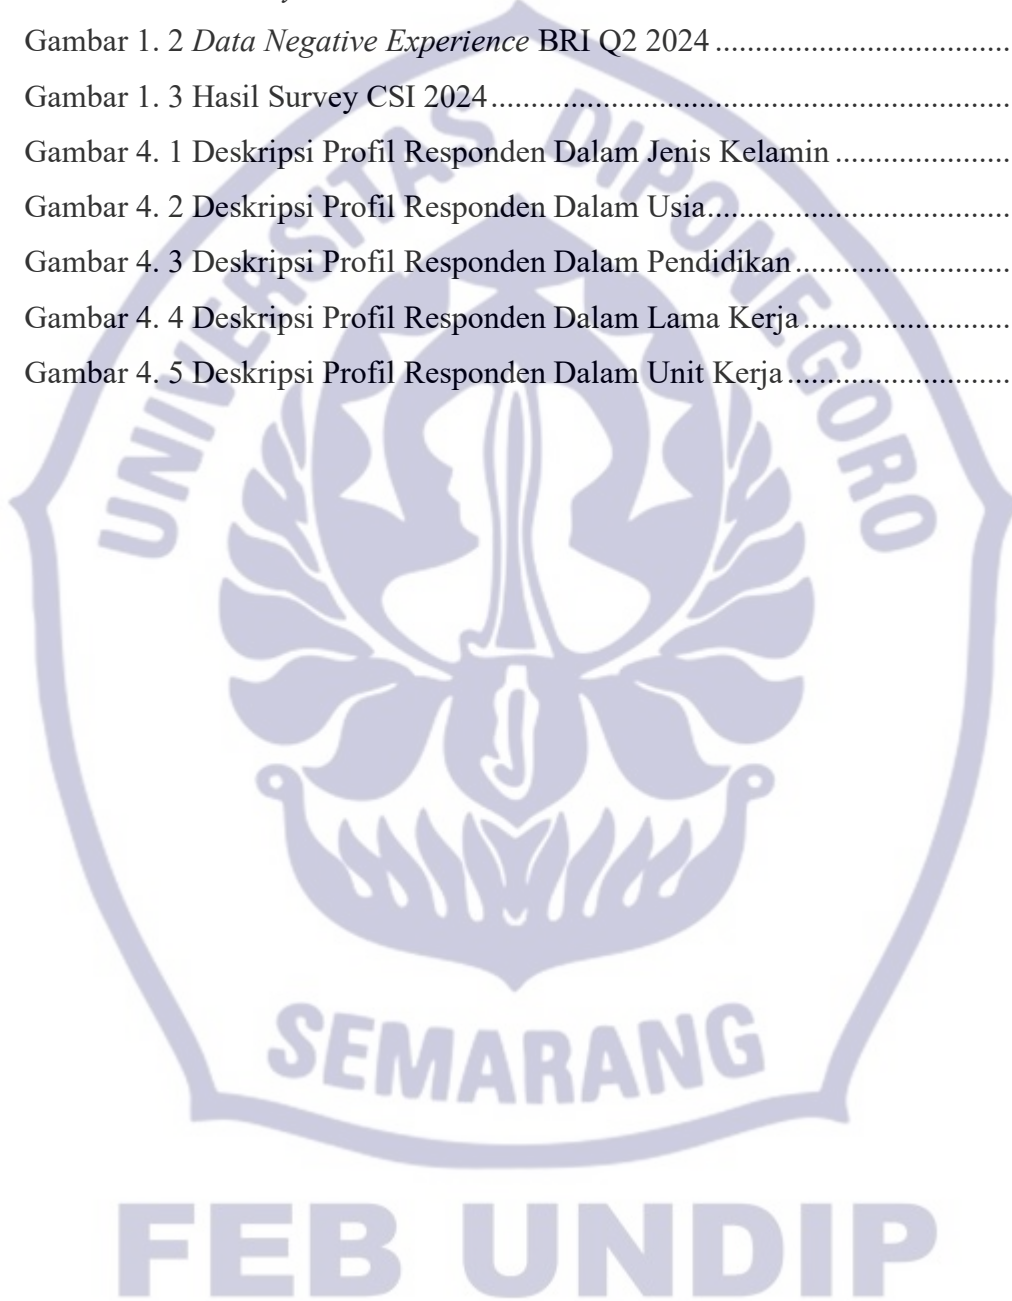 Gambar 1. 2 Data Negative Experience BRI Q2 2024 ....................................
Gambar 1. 3 Hasil Survey CSI 2024 .................................................................
Gambar 4. 1 Deskripsi Profil Responden Dalam Jenis Kelamin ......................
Gambar 4. 2 Deskripsi Profil Responden Dalam Usia.....................................
Gambar 4. 3 Deskripsi Profil Responden Dalam Pendidikan ..........................
Gambar 4. 4 Deskripsi Profil Responden Dalam Lama Kerja .........................
Gambar 4. 5 Deskripsi Profil Responden Dalam Unit Kerja ...........................
UNIVERSITAS DIPONEGORO
SEMARANG
FEB UNDIP